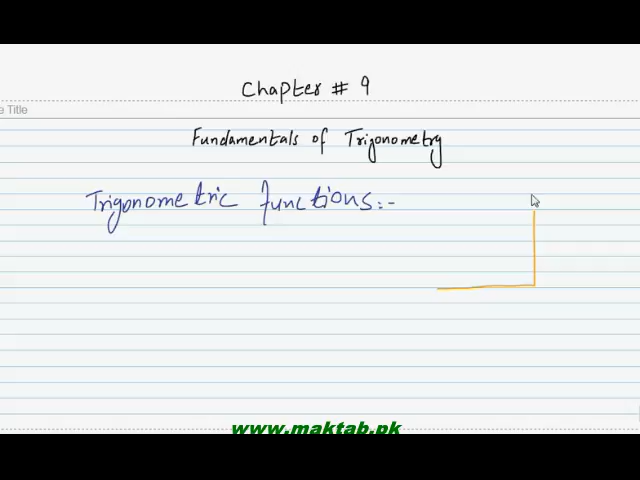 Chapter # 9
e Title
Fundamentals of Trigonometry
Trigonometric functions:-
www.maktab.pk